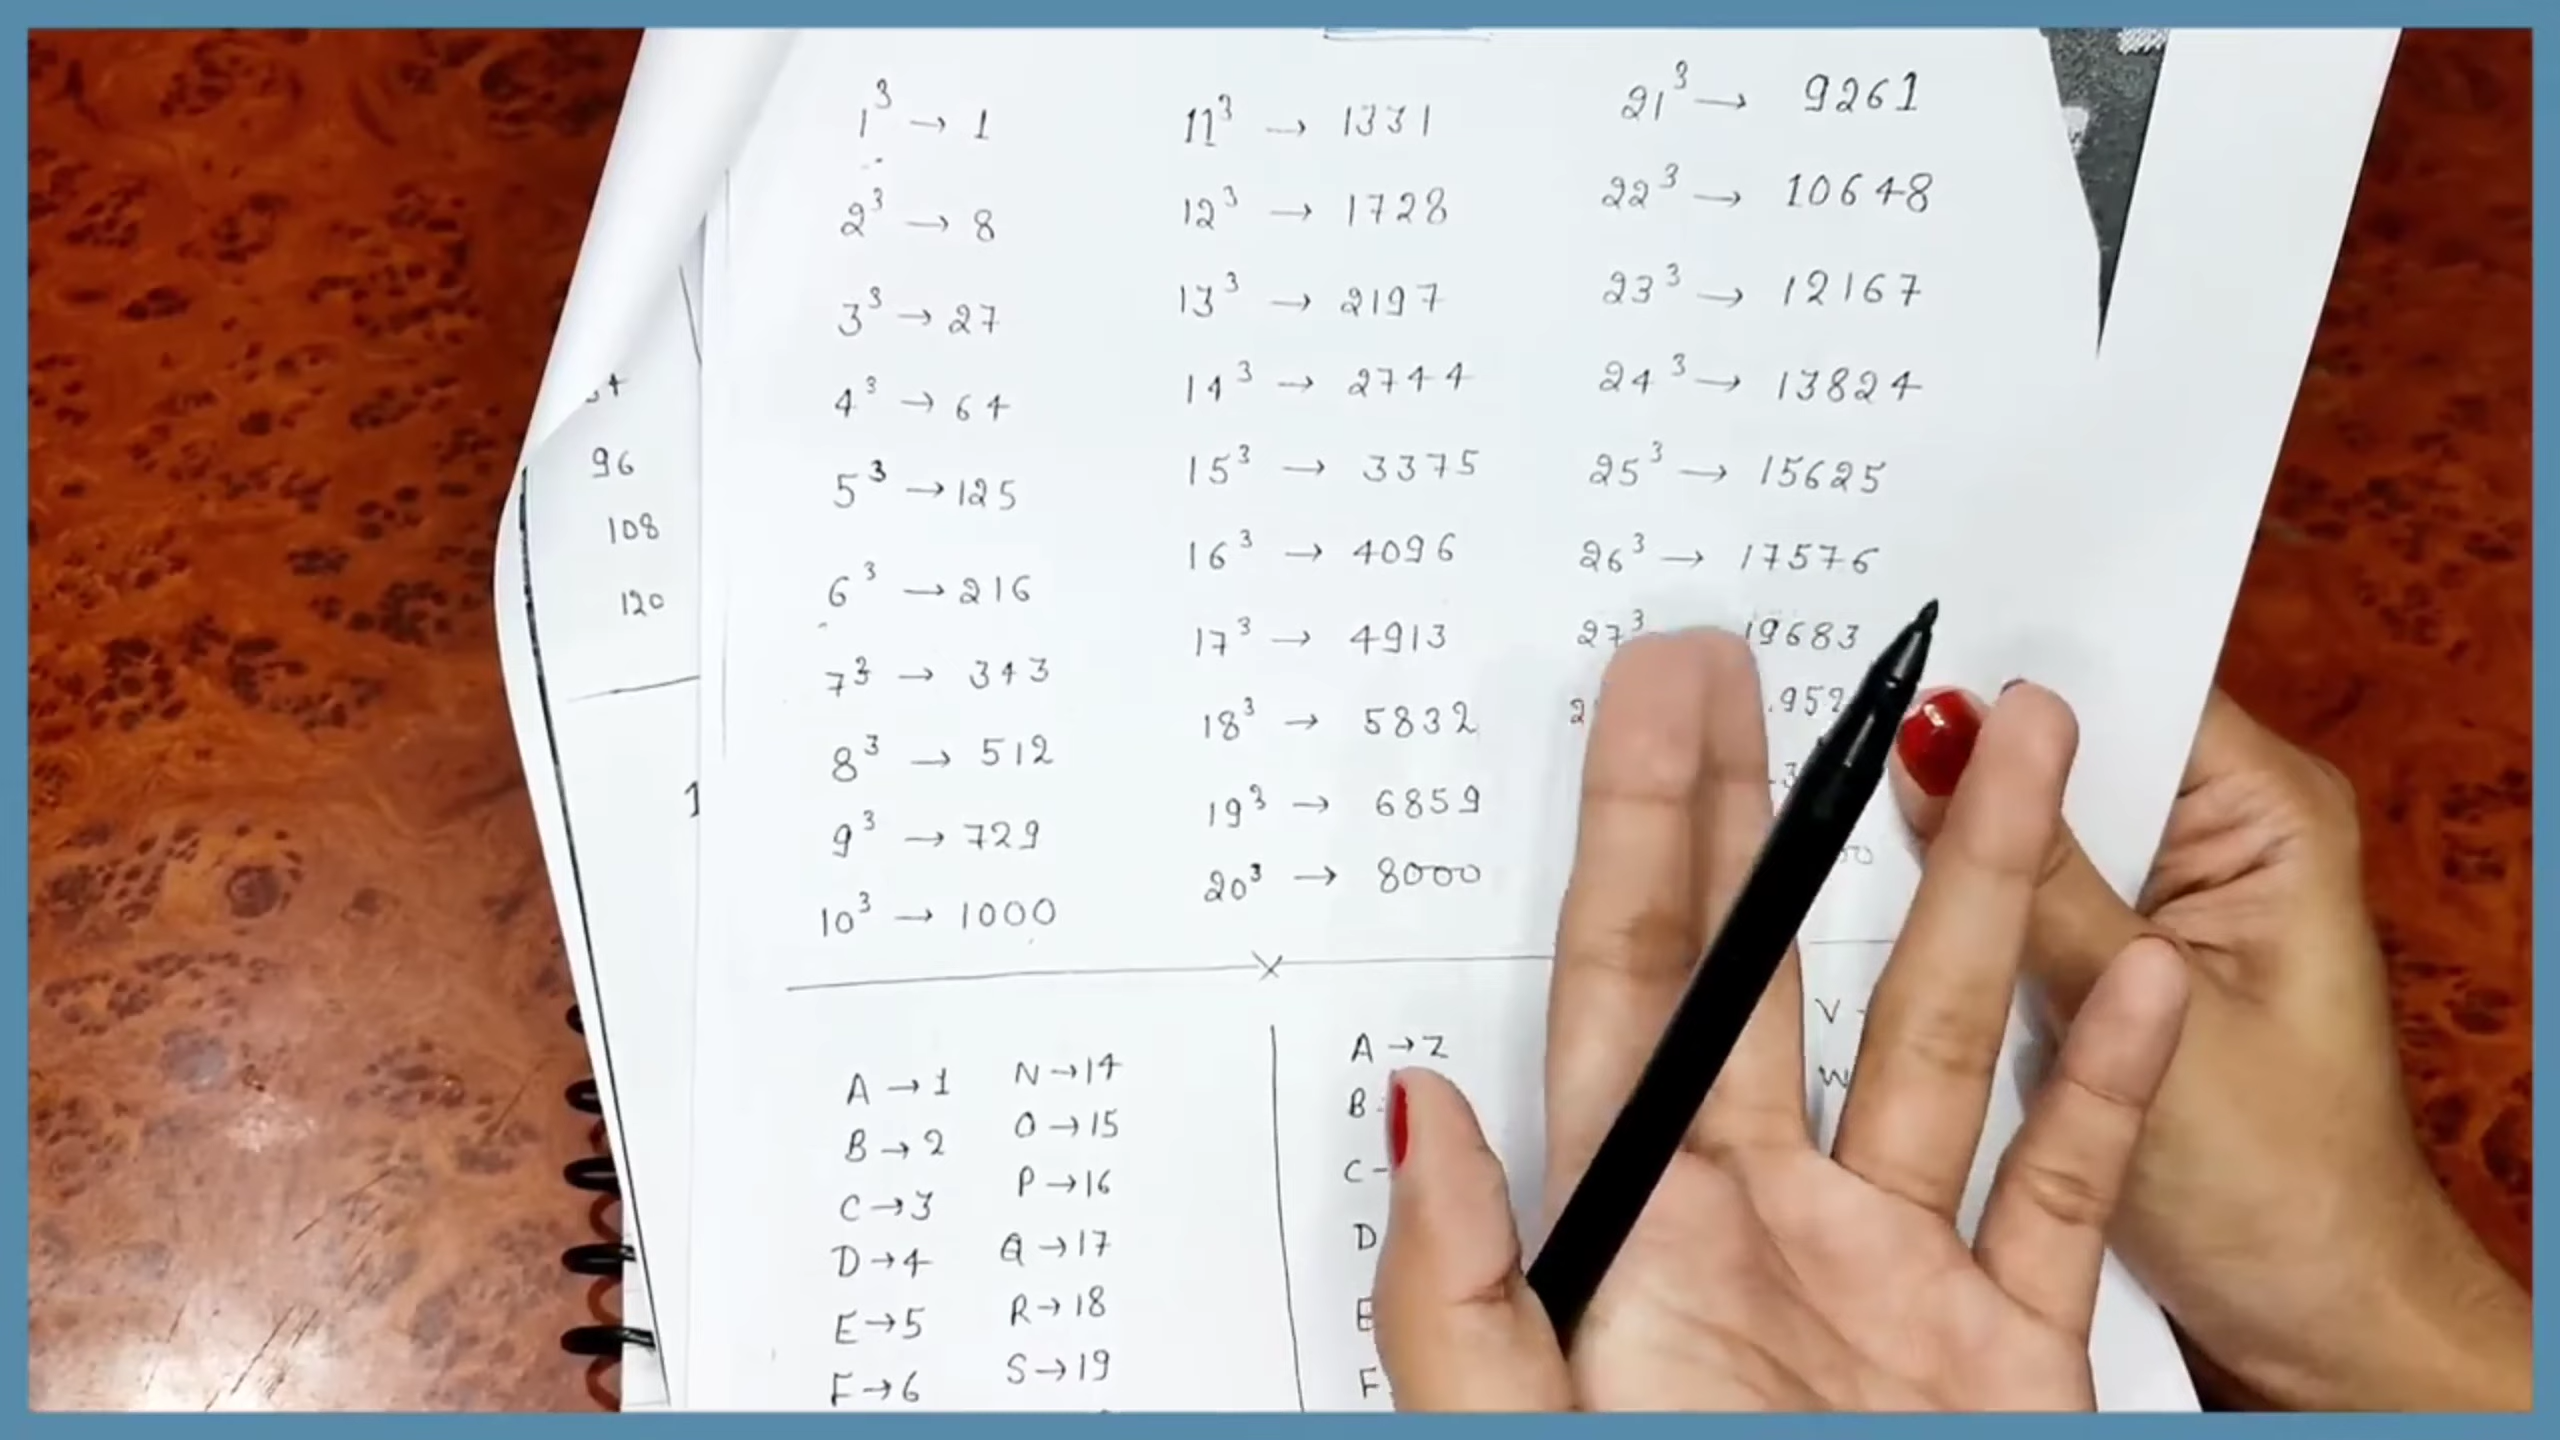 1³ → 1
2³ → 8
3³ → 27
4³ → 64
5³ → 125
6³ → 216
7³ → 343
8³ → 512
9³ → 729
10³ → 1000
11³ → 1331
12³ → 1728
13³ → 2197
14³ → 2744
15³ → 3375
16³ → 4096
17³ → 4913
18³ → 5832
19³ → 6859
20³ → 8000
21³ → 9261
22³ → 10648
23³ → 12167
24³ → 13824
25³ → 15625
26³ → 17576
27³ 19683
96
108
120
1
A → 1
B → 2
C → 3
D → 4
E → 5
F → 6
N → 14
O → 15
P → 16
Q → 17
R → 18
S → 19
A → Z
B
C -
D
E
F
V -
W